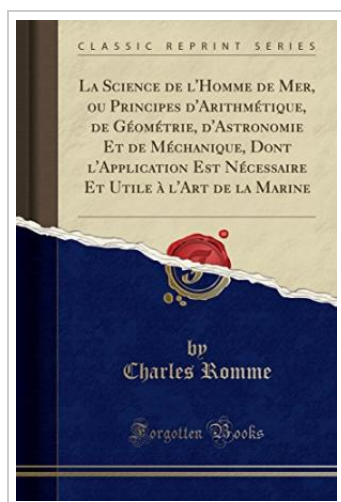 CLASSIC REPRINT SERIES
LA SCIENCE DE L'HOMME DE MER,
OU PRINCIPES D'ARITHMÉTIQUE,
DE GÉOMÉTRIE, D'ASTRONOMIE
ET DE MÉCHANIQUE, DONT
L'APPLICATION EST NÉCESSAIRE
ET UTILE À L'ART DE LA MARINE
by
Charles Romme
Forgotten Books